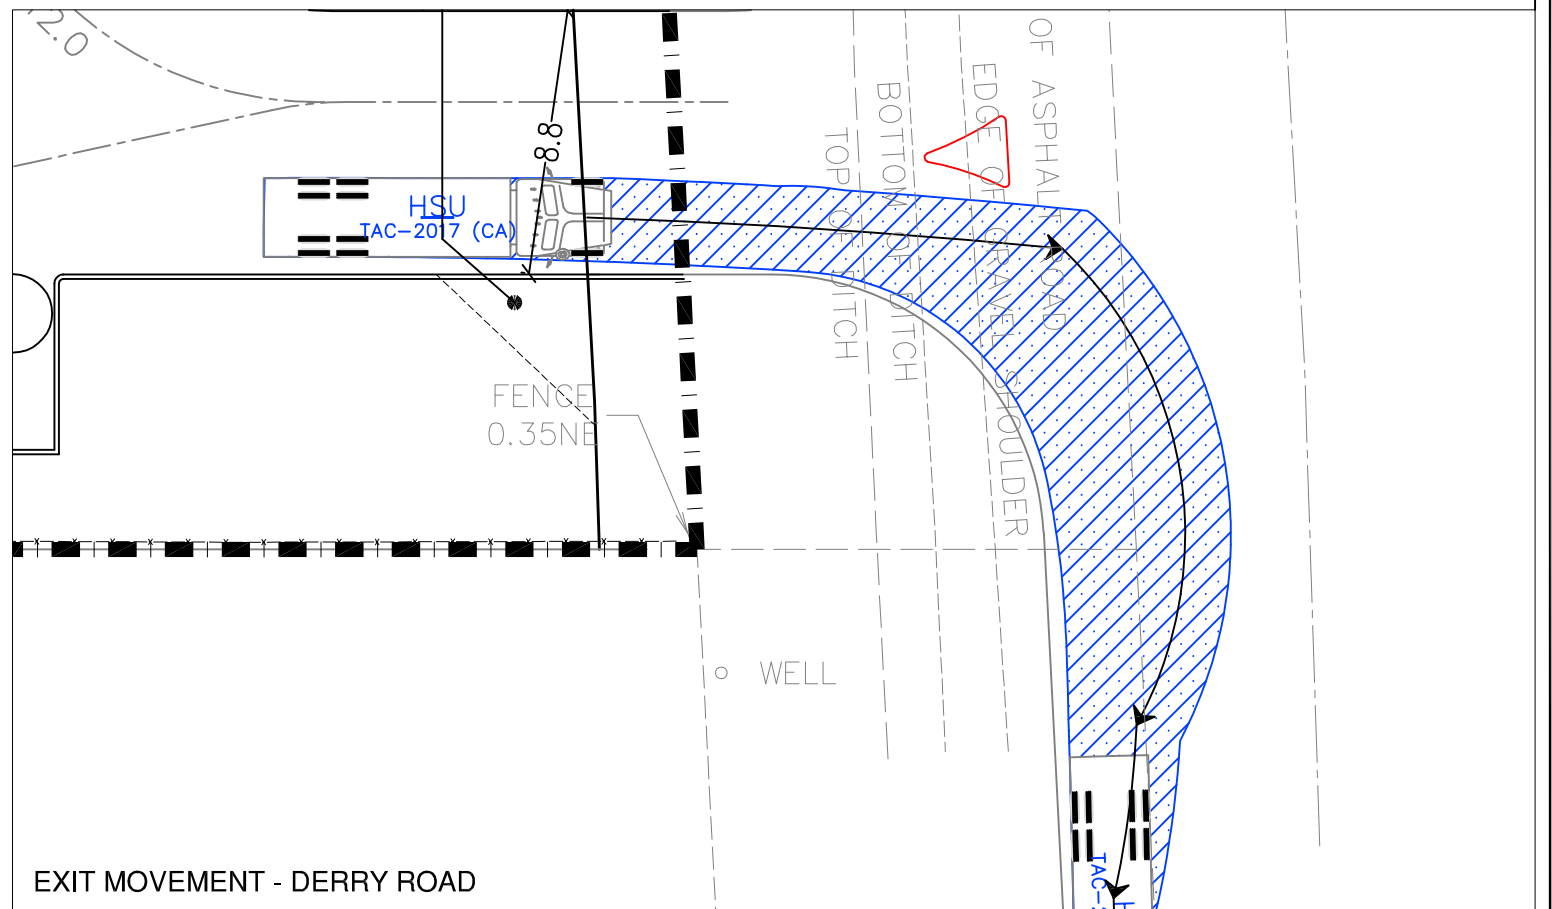 2.0
OF ASPHALT ROAD
EDGE OF GRAVEL SHOULDER
BOTTOM OF DITCH
TOP OF DITCH
8.8
HSU
TAC-2017 (CA)
FENCE
0.35NE
WELL
TAC-
H
EXIT MOVEMENT - DERRY ROAD